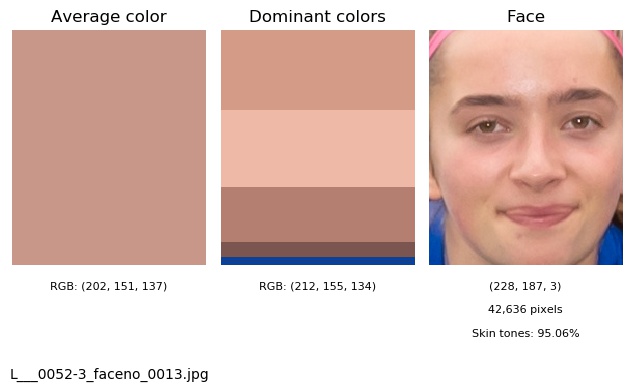 Average color
Dominant colors
Face
RGB: (202, 151, 137)
RGB: (212, 155, 134)
(228, 187, 3)
42,636 pixels
Skin tones: 95.06%
L___0052-3_faceno_0013.jpg